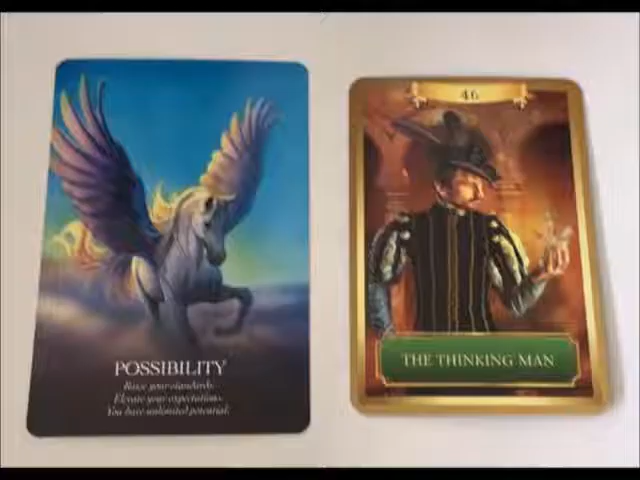 POSSIBILITY
Raise your standards.
Elevate your expectations.
You have unlimited potential.
46
THE THINKING MAN